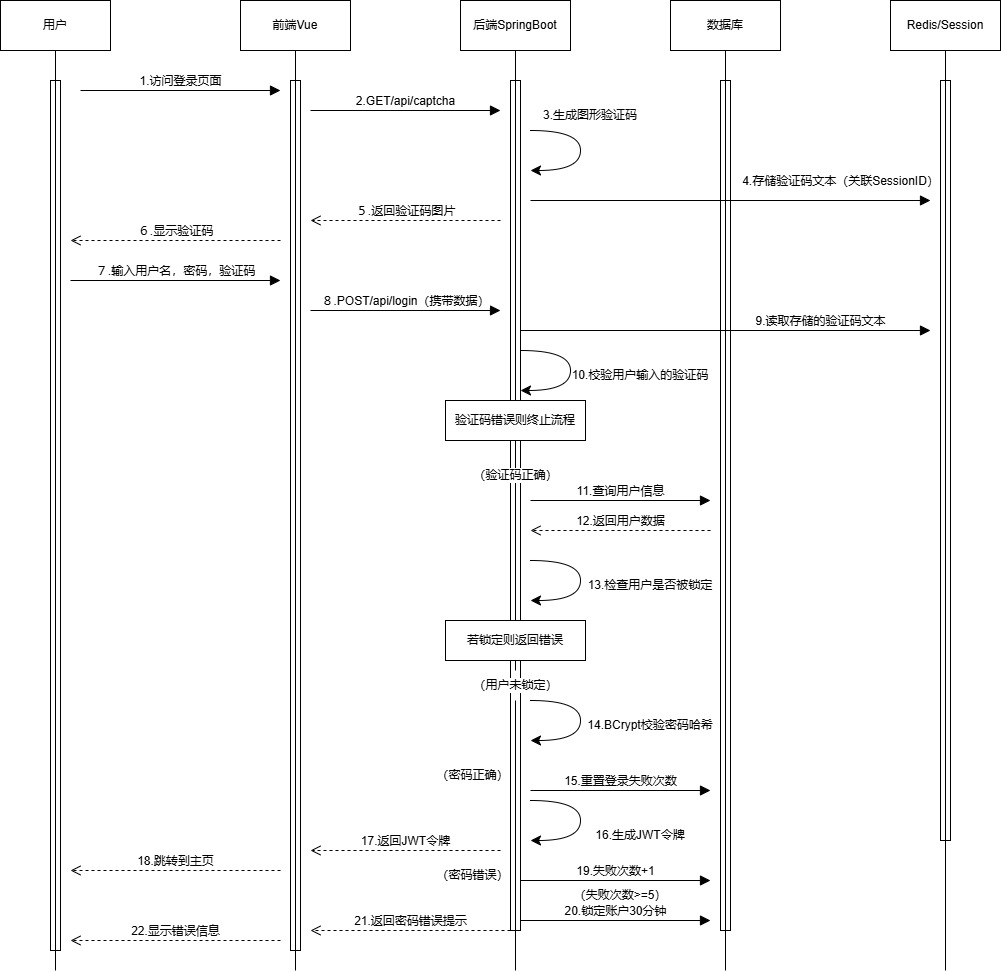 用户
前端Vue
后端SpringBoot
数据库
Redis/Session
1.访问登录页面
2.GET/api/captcha
3.生成图形验证码
4.存储验证码文本（关联SessionID）
5 .返回验证码图片
6 .显示验证码
7 .输入用户名，密码，验证码
8 .POST/api/login（携带数据）
9.读取存储的验证码文本
10.校验用户输入的验证码
验证码错误则终止流程
（验证码正确）
11.查询用户信息
12.返回用户数据
13.检查用户是否被锁定
若锁定则返回错误
（用户未锁定）
14.BCrypt校验密码哈希
（密码正确）
15.重置登录失败次数
16.生成JWT令牌
17.返回JWT令牌
18.跳转到主页
（密码错误）
19.失败次数+1
（失败次数>=5）
20.锁定账户30分钟
21.返回密码错误提示
22.显示错误信息